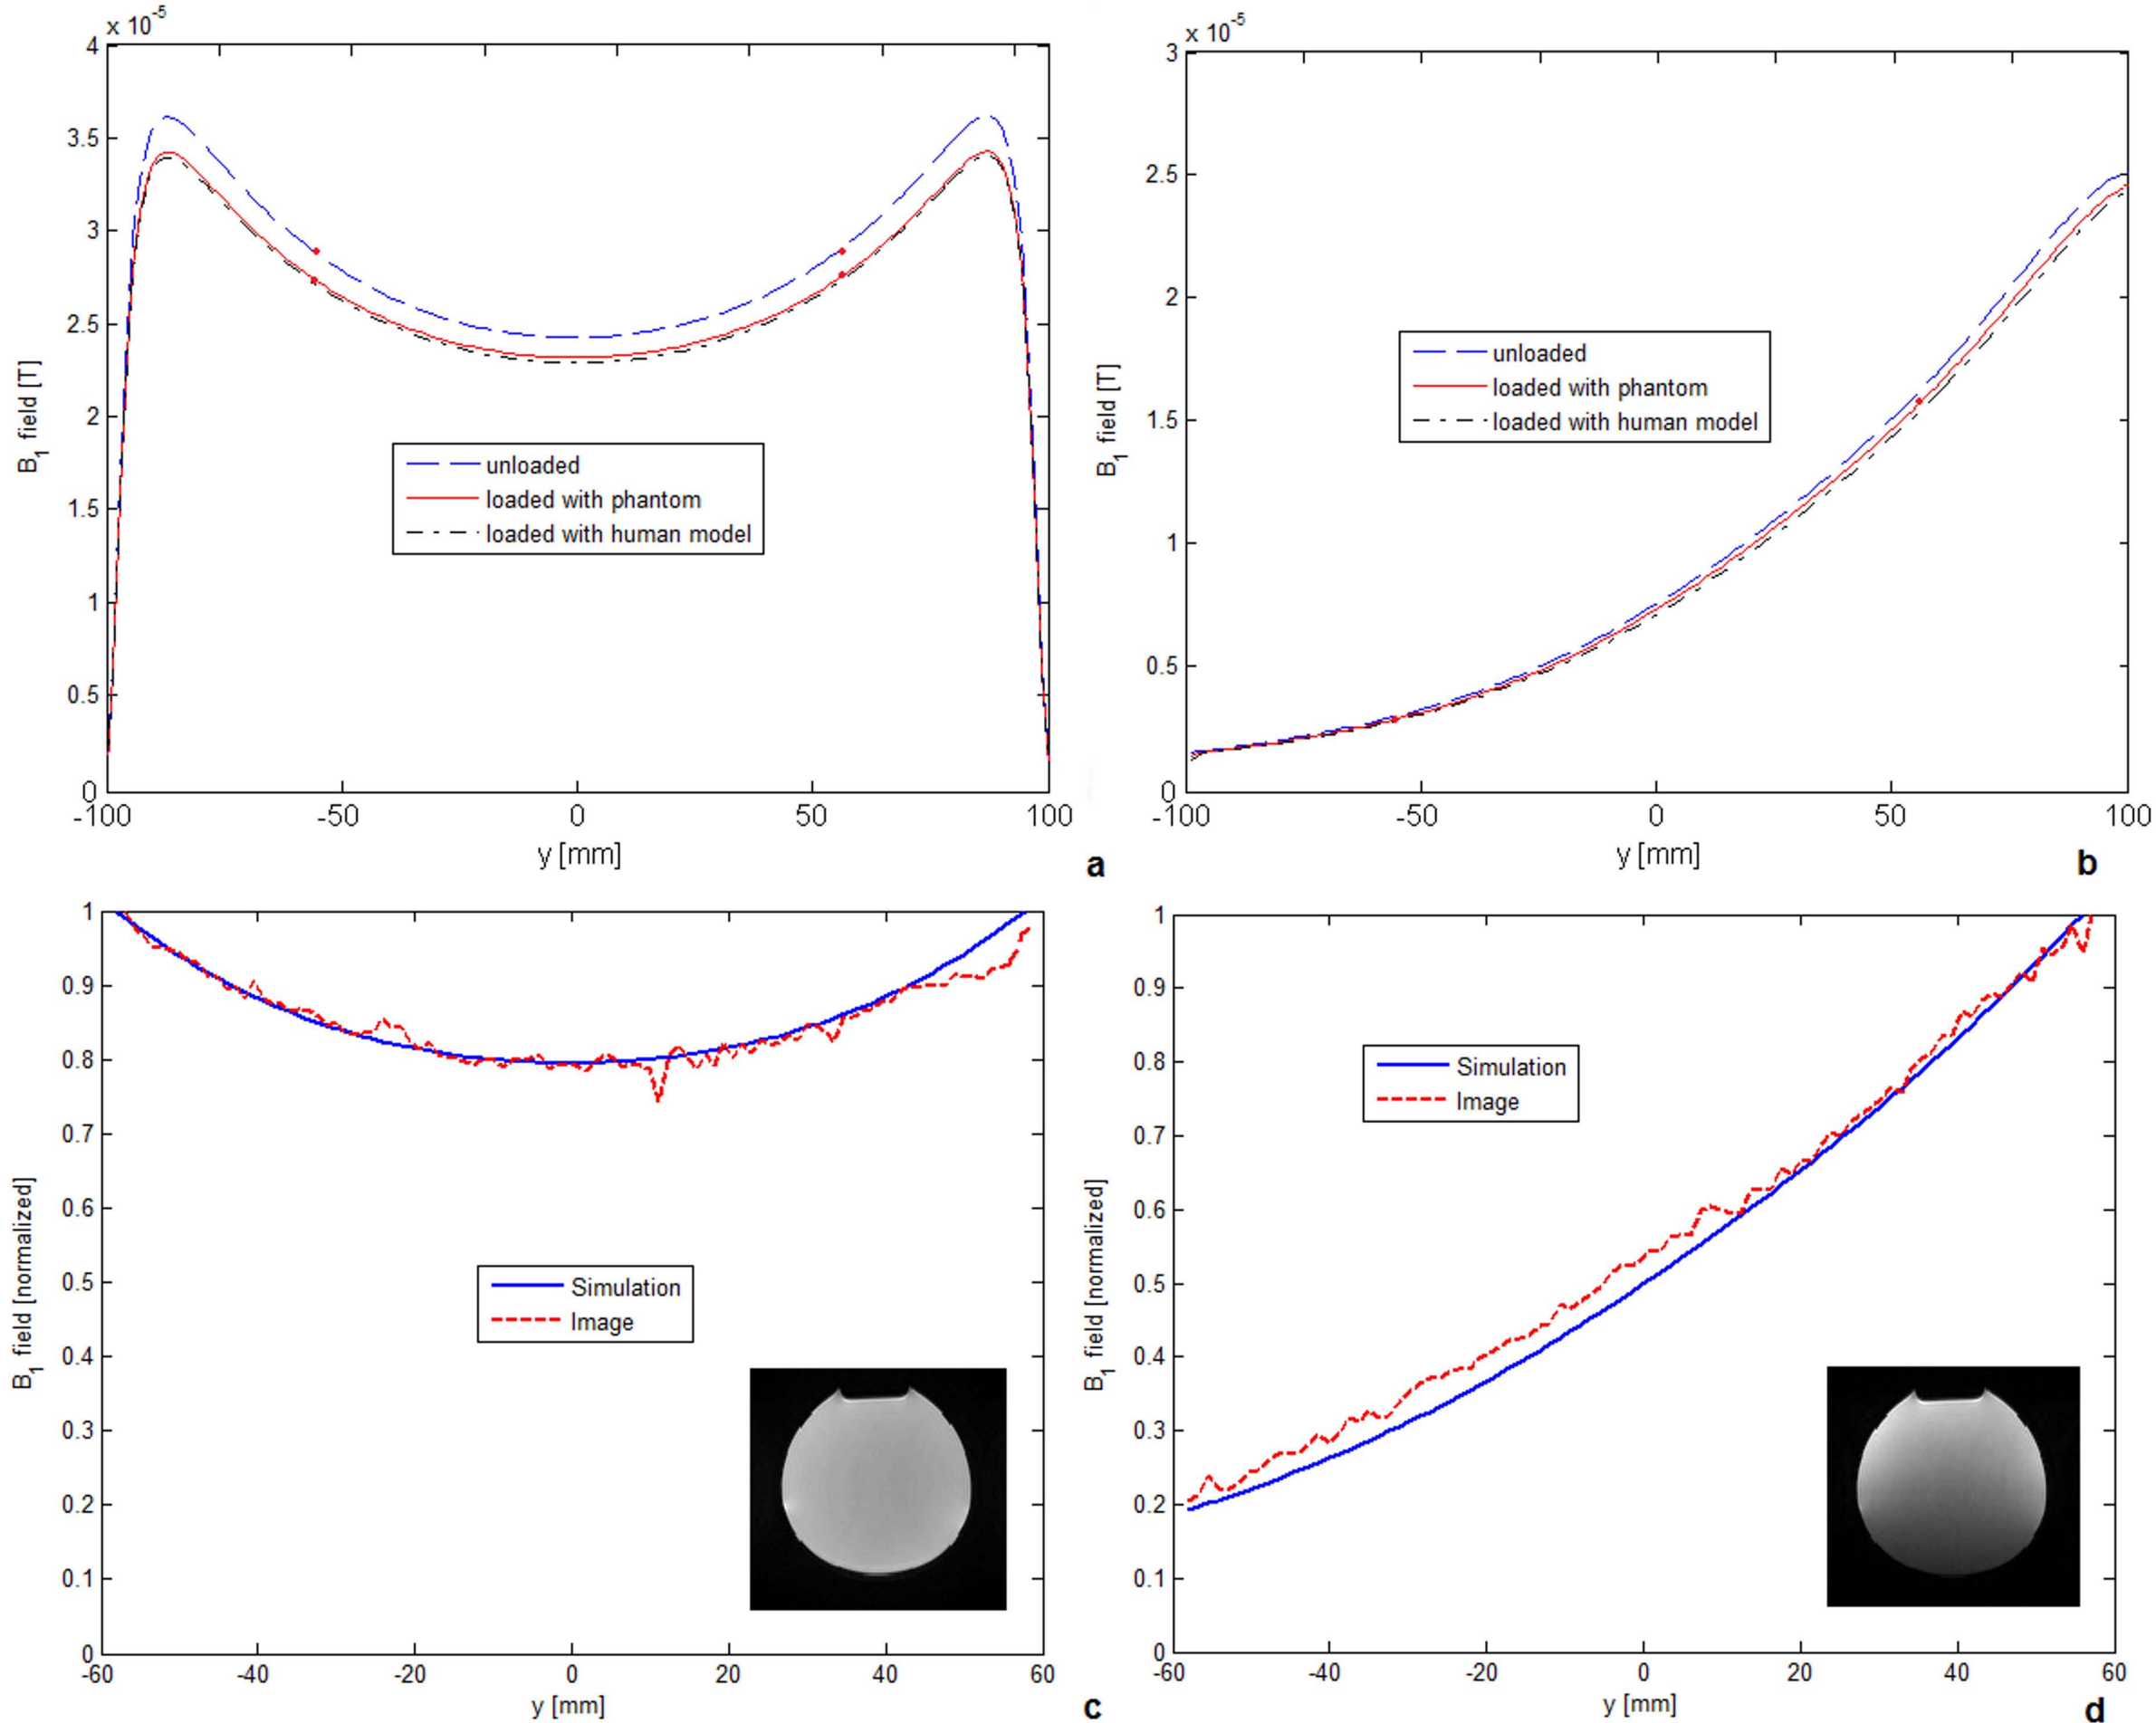 x 10-5
4
3.5
3
2.5
2
1.5
1
0.5
0
-100 -50 0 50 100
B1 field [T]
y [mm]
unloaded
loaded with phantom
loaded with human model
a
x 10-5
3
2.5
2
1.5
1
0.5
0
-100 -50 0 50 100
B1 field [T]
y [mm]
unloaded
loaded with phantom
loaded with human model
b
1
0.9
0.8
0.7
0.6
0.5
0.4
0.3
0.2
0.1
0
-60 -40 -20 0 20 40 60
B1 field [normalized]
y [mm]
Simulation
Image
c
1
0.9
0.8
0.7
0.6
0.5
0.4
0.3
0.2
0.1
0
-60 -40 -20 0 20 40 60
B1 field [normalized]
y [mm]
Simulation
Image
d